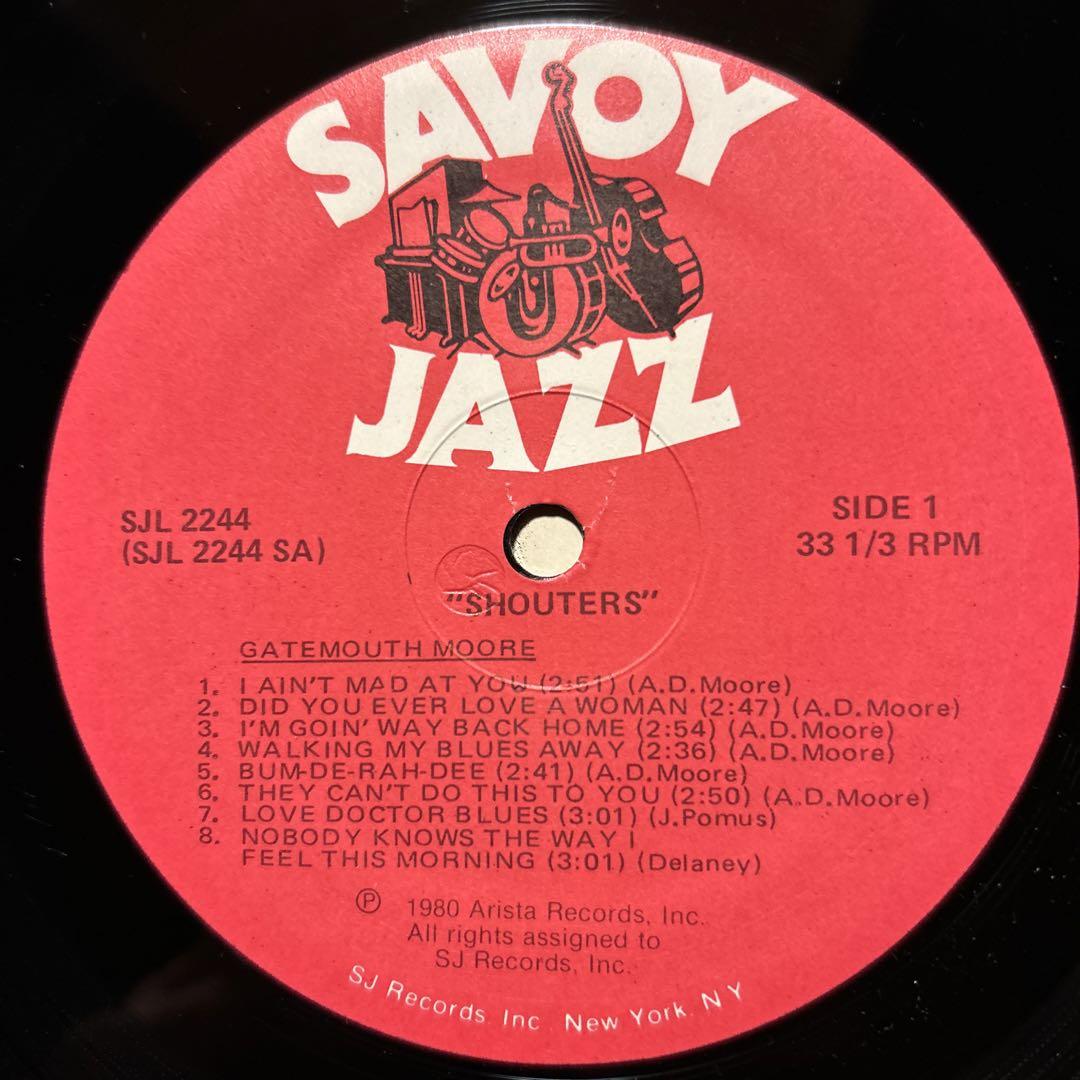 SAVOY
JAZZ
SJL 2244
(SJL 2244 SA)
SIDE 1
33 1/3 RPM
"SHOUTERS"
GATEMOUTH MOORE
1. I AIN'T MAD AT YOU (2:51) (A.D.Moore)
2. DID YOU EVER LOVE A WOMAN (2:47) (A.D.Moore)
3. I'M GOIN' WAY BACK HOME (2:54) (A.D.Moore)
4. WALKING MY BLUES AWAY (2:36) (A.D.Moore)
5. BUM-DE-RAH-DEE (2:41) (A.D.Moore)
6. THEY CAN'T DO THIS TO YOU (2:50) (A.D.Moore)
7. LOVE DOCTOR BLUES (3:01) (J.Pomus)
8. NOBODY KNOWS THE WAY I
FEEL THIS MORNING (3:01) (Delaney)
℗ 1980 Arista Records, Inc.
All rights assigned to
SJ Records, Inc.
SJ Records. Inc. New York. N Y